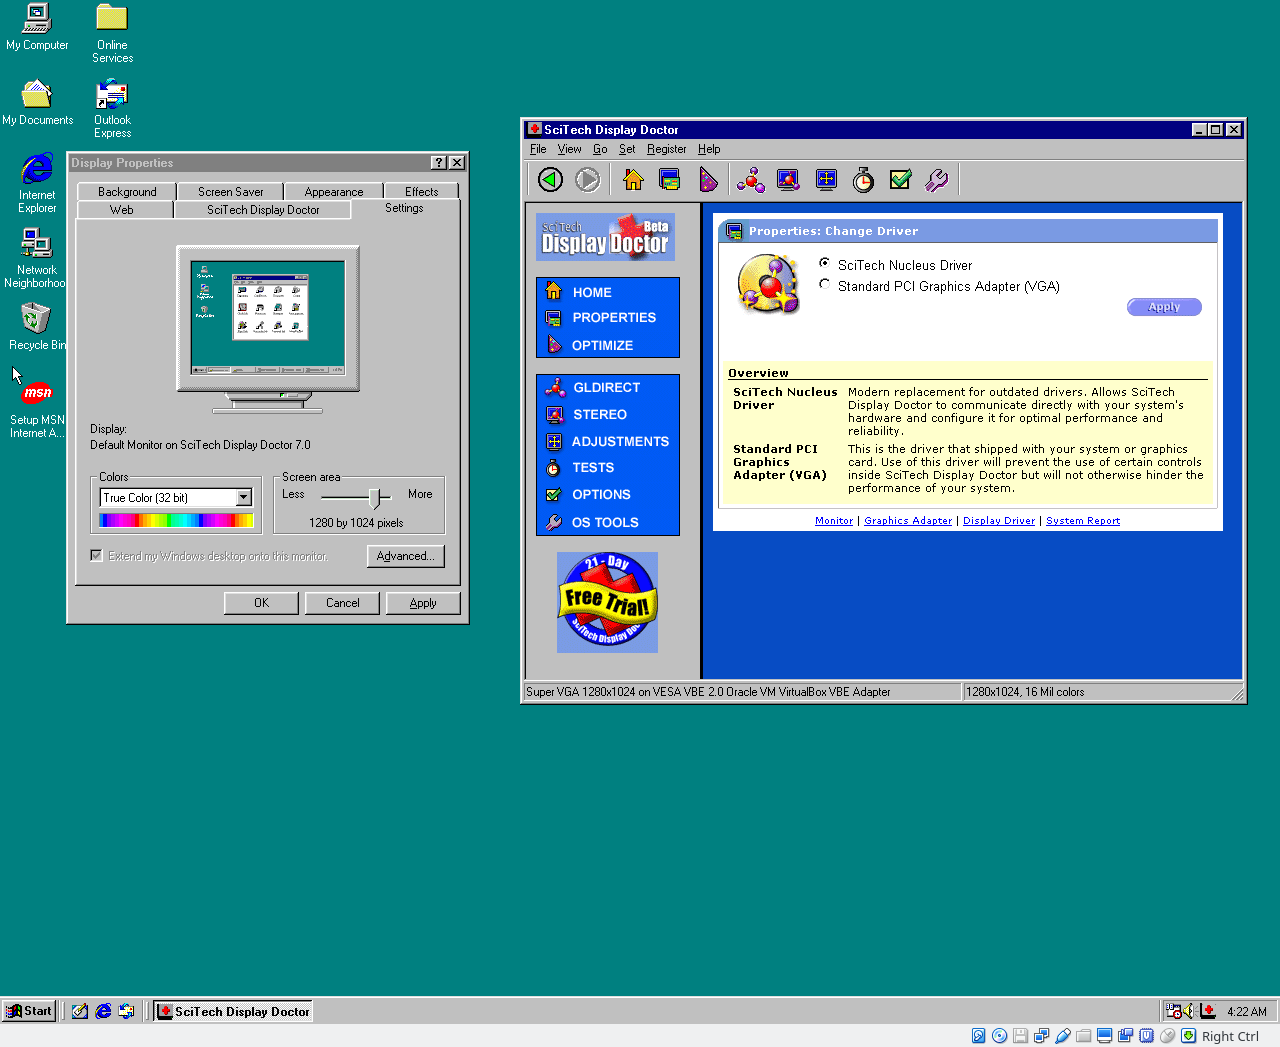 My Computer
Online
Services
My Documents
Outlook
Express
Internet
Explorer
Network
Neighborhoo
Recycle Bin
msn
Setup MSN
Internet A...
Display Properties
Background
Screen Saver
Appearance
Effects
Web
SciTech Display Doctor
Settings
Display:
Default Monitor on SciTech Display Doctor 7.0
Colors
True Color (32 bit)
Screen area
Less
More
1280 by 1024 pixels
Extend my Windows desktop onto this monitor.
Advanced...
OK
Cancel
Apply
SciTech Display Doctor
File View Go Set Register Help
SciTech
Beta
Display Doctor
HOME
PROPERTIES
OPTIMIZE
GLDIRECT
STEREO
ADJUSTMENTS
TESTS
OPTIONS
OS TOOLS
21 - Day
Free Trial!
SciTech Display Doc
Properties: Change Driver
SciTech Nucleus Driver
Standard PCI Graphics Adapter (VGA)
Apply
Overview
SciTech Nucleus
Driver
Modern replacement for outdated drivers. Allows SciTech
Display Doctor to communicate directly with your system's
hardware and configure it for optimal performance and
reliability.
Standard PCI
Graphics
Adapter (VGA)
This is the driver that shipped with your system or graphics
card. Use of this driver will prevent the use of certain controls
inside SciTech Display Doctor but will not otherwise hinder the
performance of your system.
Monitor | Graphics Adapter | Display Driver | System Report
Super VGA 1280x1024 on VESA VBE 2.0 Oracle VM VirtualBox VBE Adapter
1280x1024, 16 Mil colors
Start
SciTech Display Doctor
4:22 AM
Right Ctrl